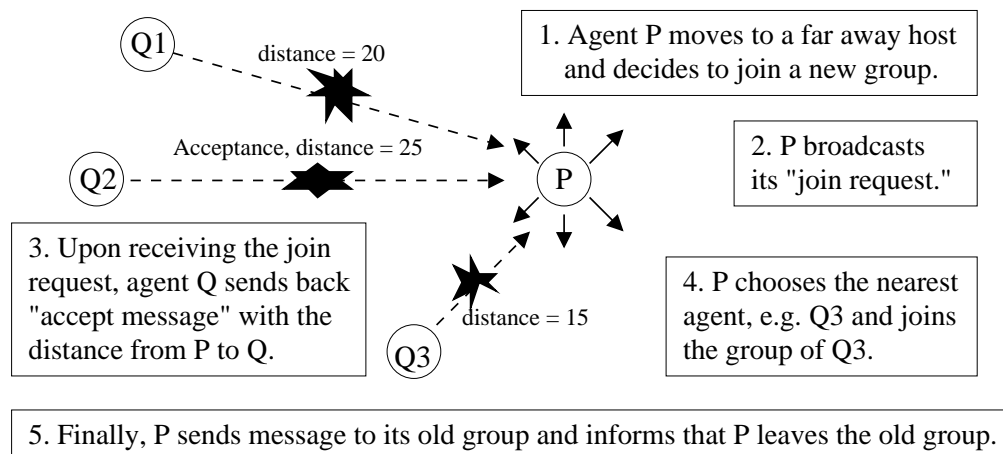 Q1
distance = 20
1. Agent P moves to a far away host
and decides to join a new group.
Acceptance, distance = 25
Q2
P
2. P broadcasts
its "join request."
3. Upon receiving the join
request, agent Q sends back
"accept message" with the
distance from P to Q.
distance = 15
Q3
4. P chooses the nearest
agent, e.g. Q3 and joins
the group of Q3.
5. Finally, P sends message to its old group and informs that P leaves the old group.